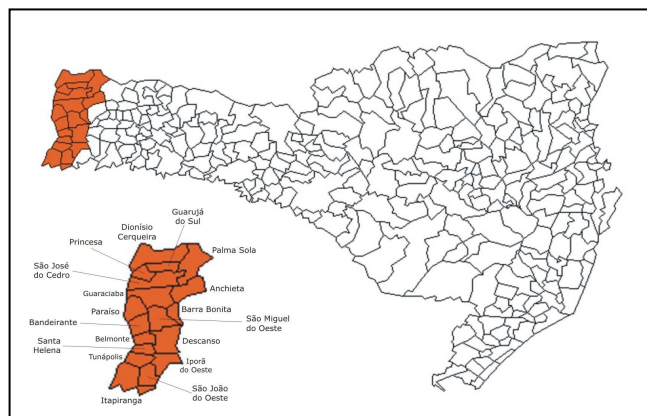 Guarujá
do Sul
Dionísio
Cerqueira
Princesa
Palma Sola
São José
do Cedro
Guaraciaba
Anchieta
Paraíso
Barra Bonita
Bandeirante
São Miguel
do Oeste
Santa
Helena
Belmonte
Descanso
Tunápolis
Iporã
do Oeste
São João
do Oeste
Itapiranga